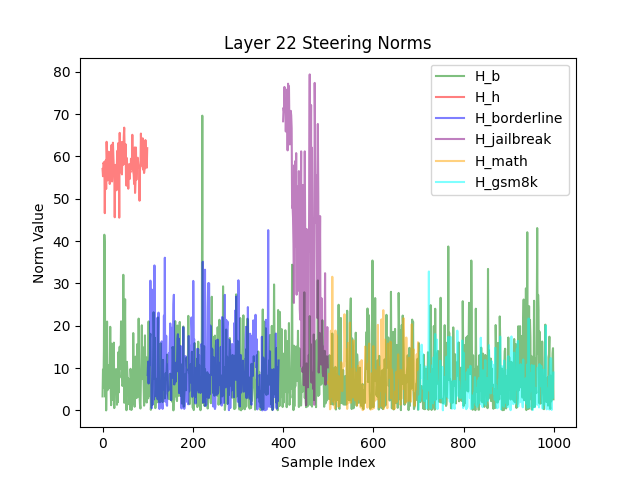 Layer 22 Steering Norms
Norm Value
80
70
60
50
40
30
20
10
0
H_b
H_h
H_borderline
H_jailbreak
H_math
H_gsm8k
0
200
400
600
800
1000
Sample Index